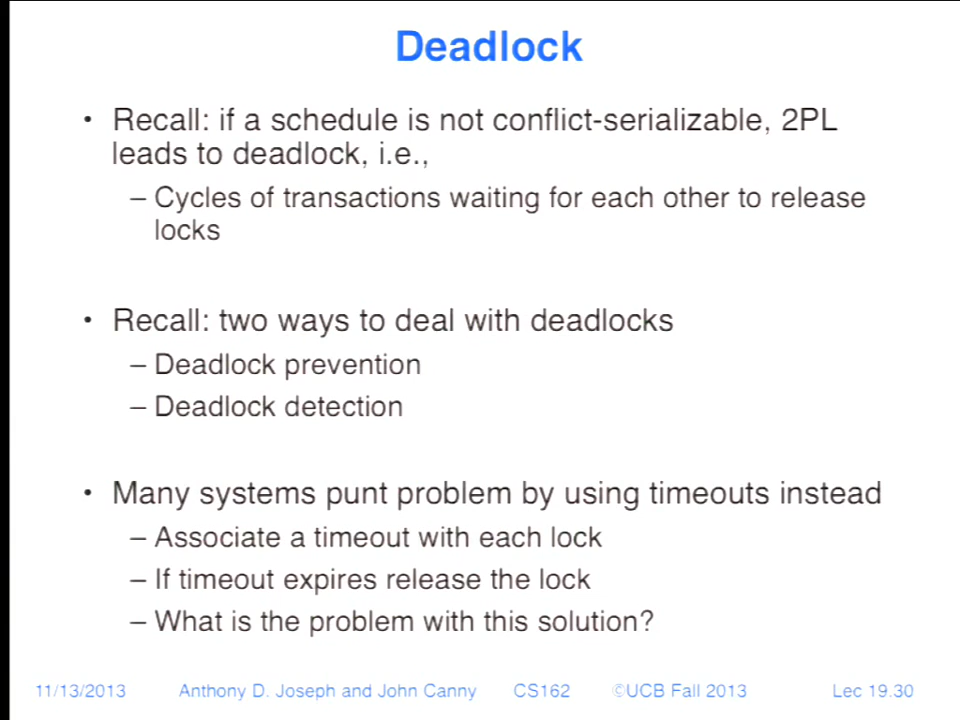 Deadlock
• Recall: if a schedule is not conflict-serializable, 2PL
leads to deadlock, i.e.,
– Cycles of transactions waiting for each other to release
locks
• Recall: two ways to deal with deadlocks
– Deadlock prevention
– Deadlock detection
• Many systems punt problem by using timeouts instead
– Associate a timeout with each lock
– If timeout expires release the lock
– What is the problem with this solution?
11/13/2013 Anthony D. Joseph and John Canny CS162 ©UCB Fall 2013 Lec 19.30